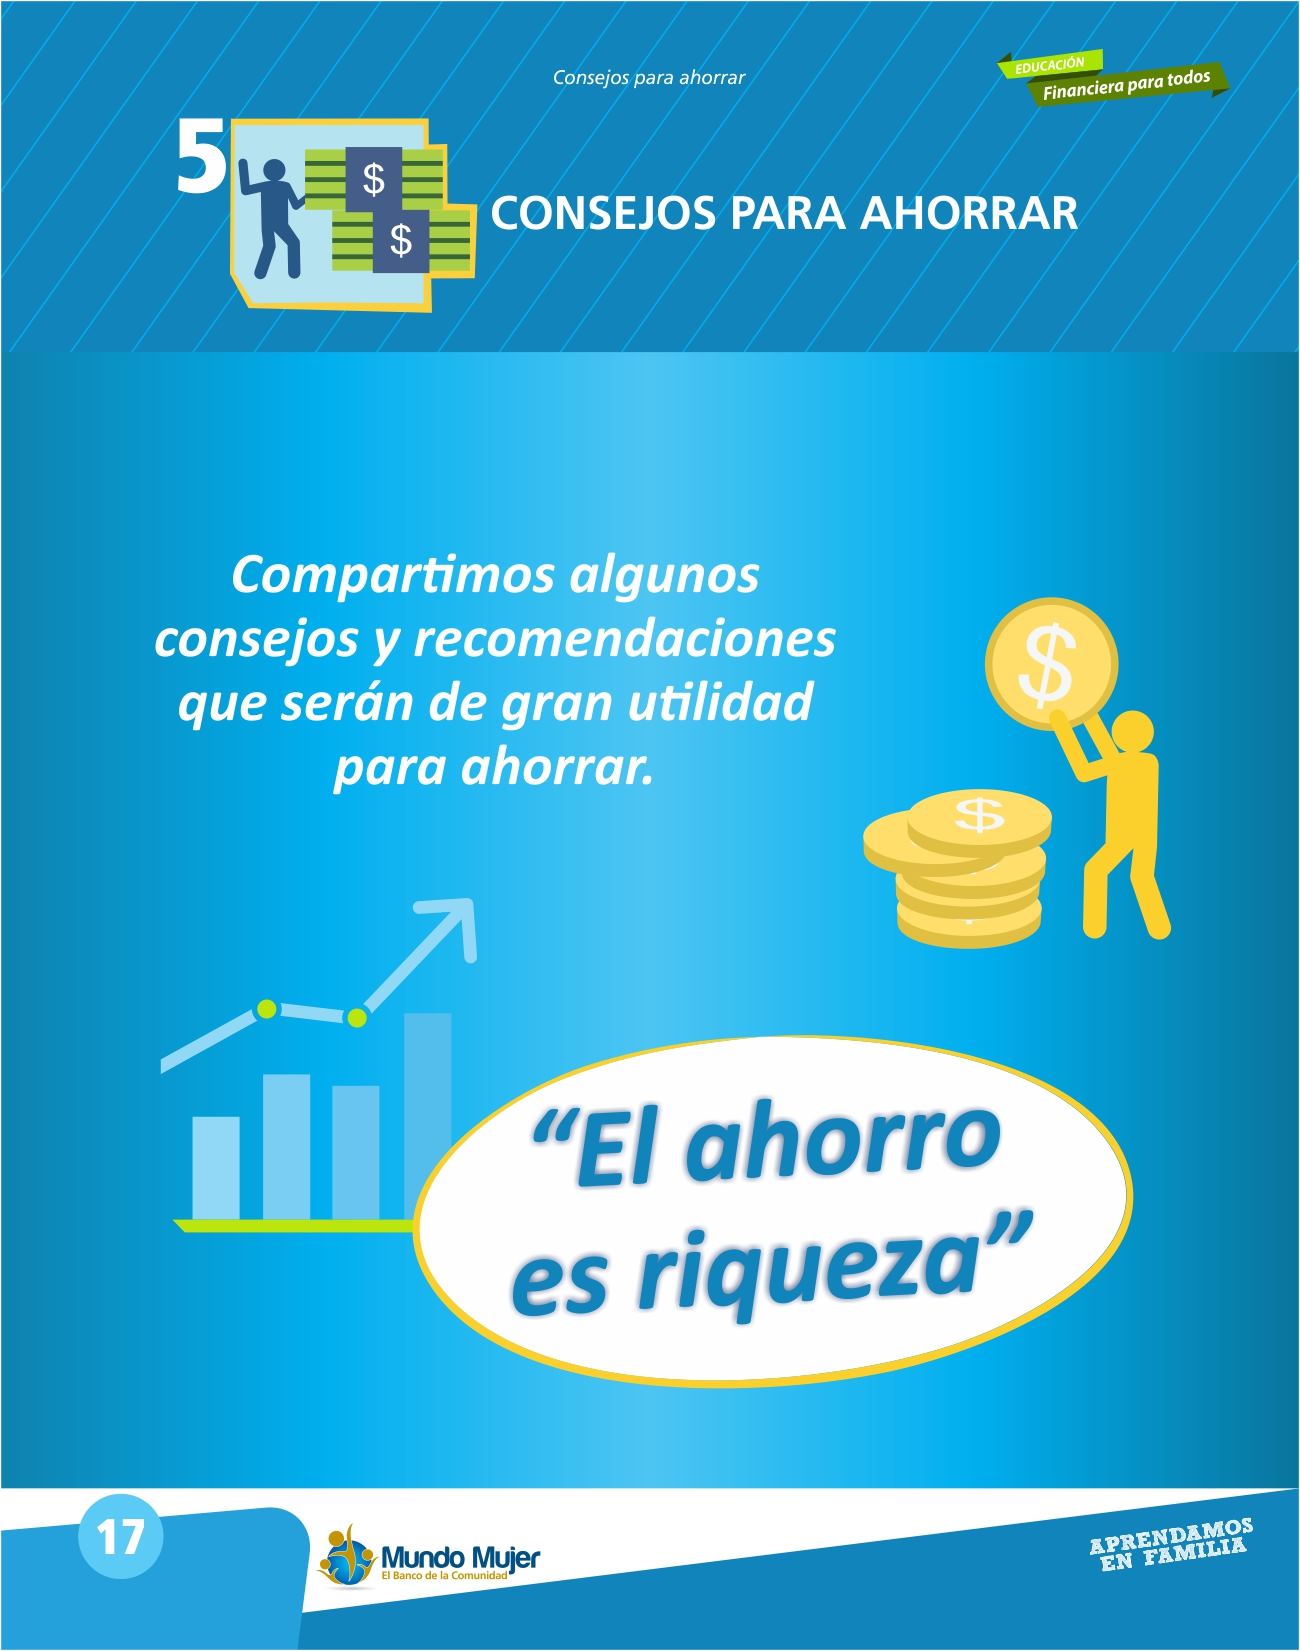 Consejos para ahorrar
EDUCACIÓN
Financiera para todos
5
$
$
CONSEJOS PARA AHORRAR
Compartimos algunos
consejos y recomendaciones
que serán de gran utilidad
para ahorrar.
$
$
“El ahorro
es riqueza”
17
Mundo Mujer
El Banco de la Comunidad
APRENDAMOS
EN FAMILIA